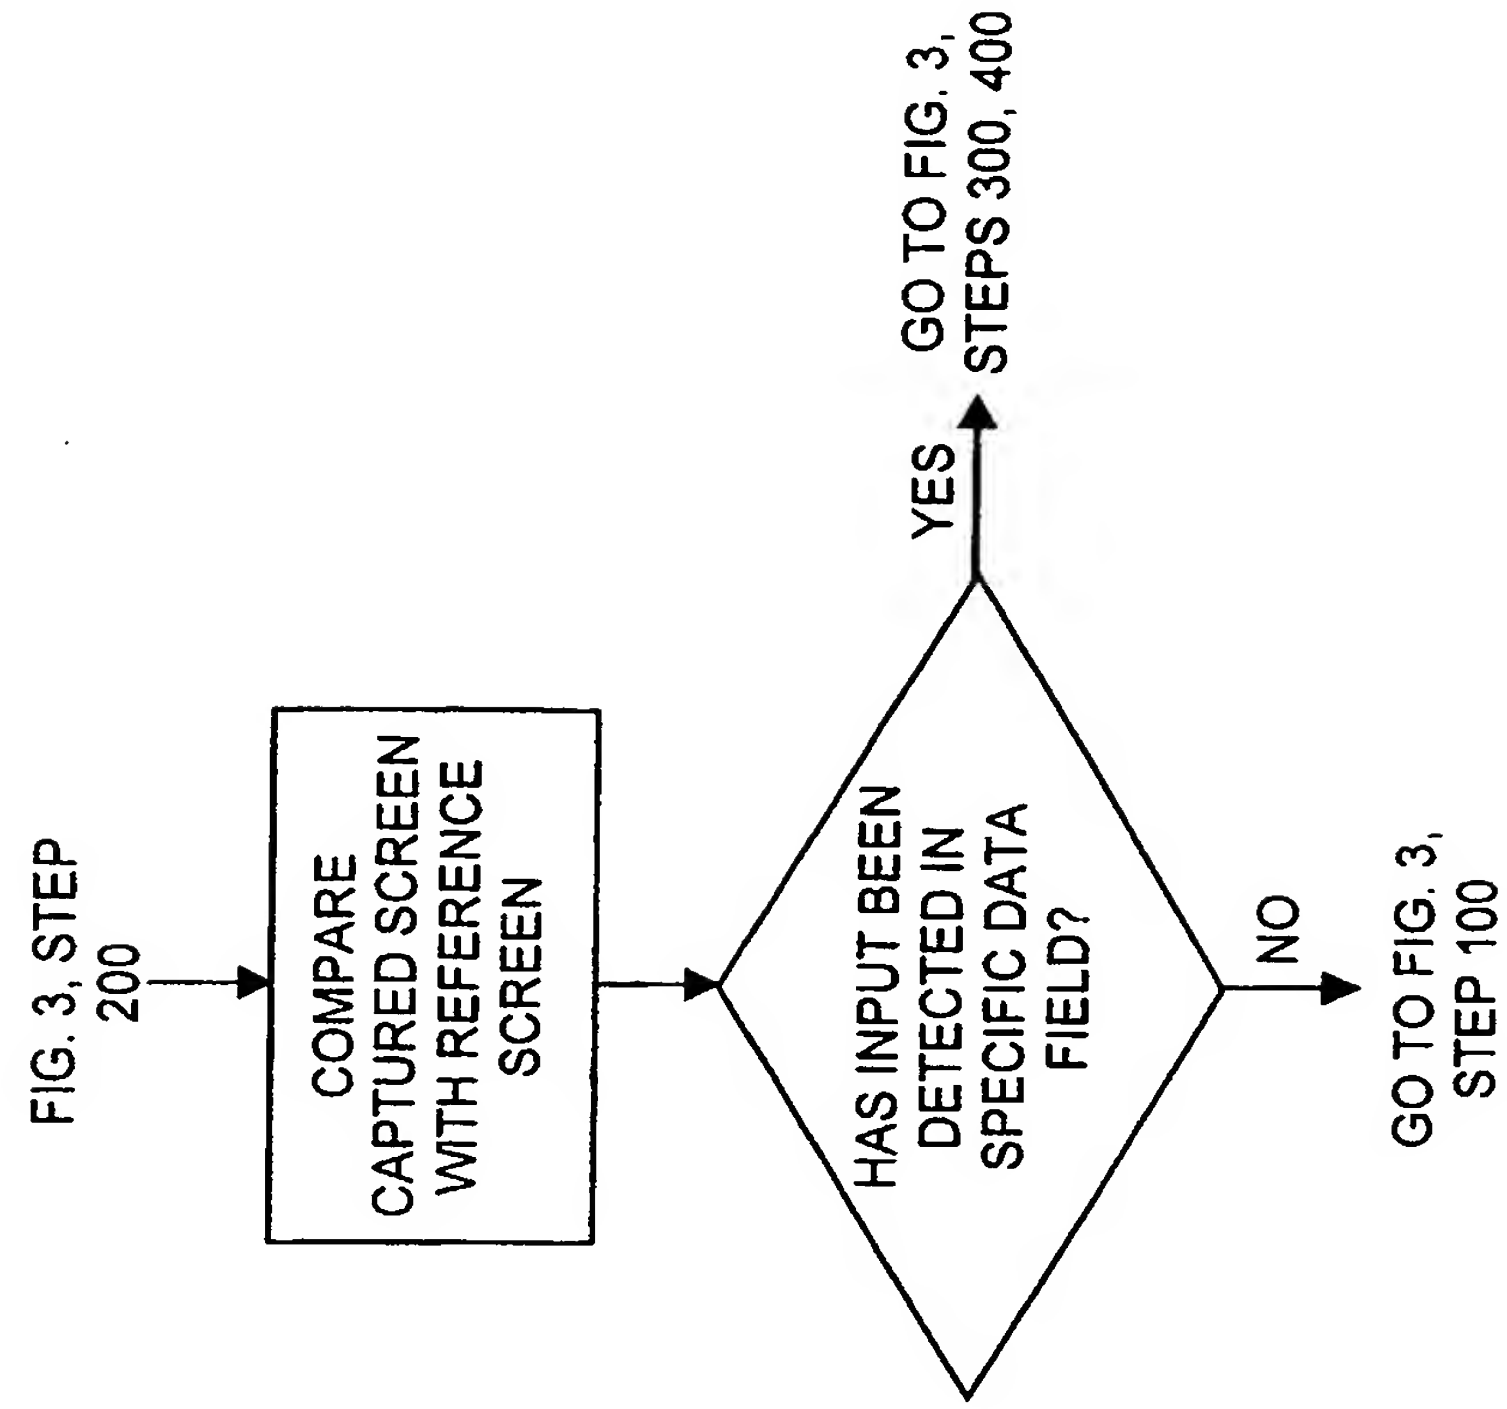 FIG. 3, STEP
200
COMPARE
CAPTURED SCREEN
WITH REFERENCE
SCREEN
HAS INPUT BEEN
DETECTED IN
SPECIFIC DATA
FIELD?
YES
GO TO FIG. 3,
STEPS 300, 400
NO
GO TO FIG. 3,
STEP 100